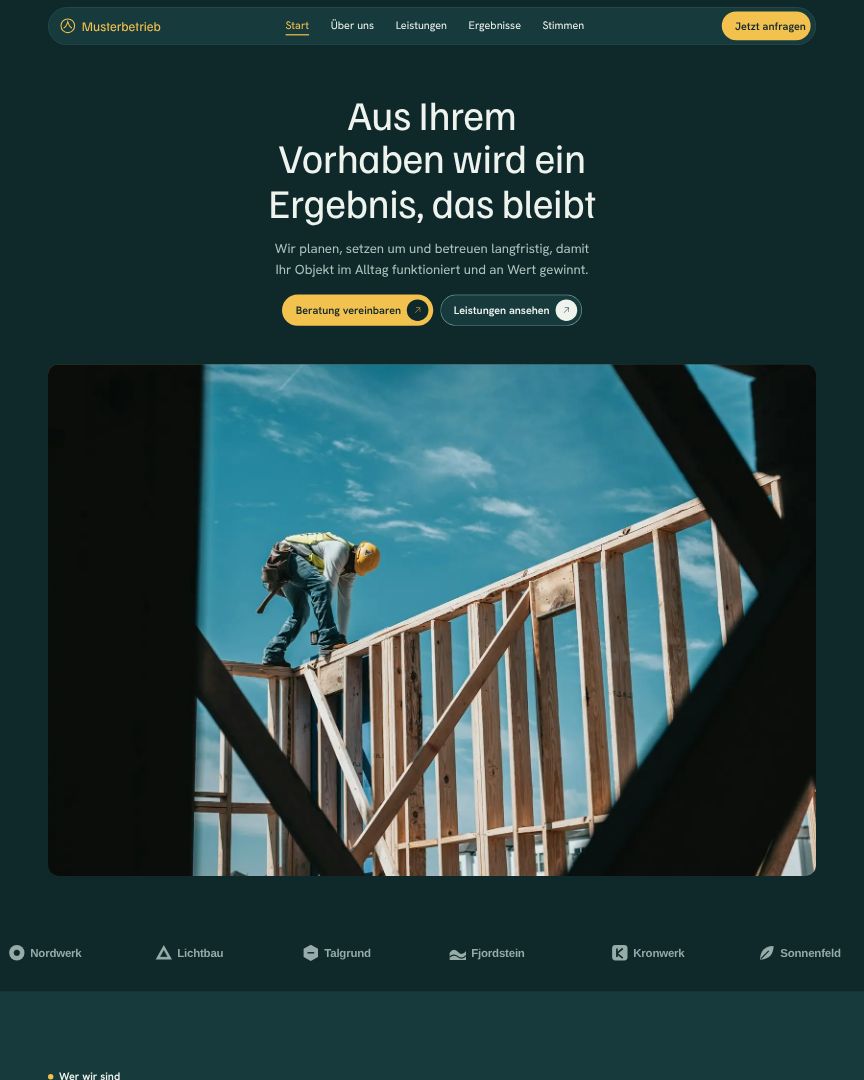 Musterbetrieb
Start
Über uns
Leistungen
Ergebnisse
Stimmen
Jetzt anfragen
Aus Ihrem
Vorhaben wird ein
Ergebnis, das bleibt
Wir planen, setzen um und betreuen langfristig, damit
Ihr Objekt im Alltag funktioniert und an Wert gewinnt.
Beratung vereinbaren
Leistungen ansehen
Nordwerk
Lichtbau
Talgrund
Fjordstein
Kronwerk
Sonnenfeld
Wer wir sind